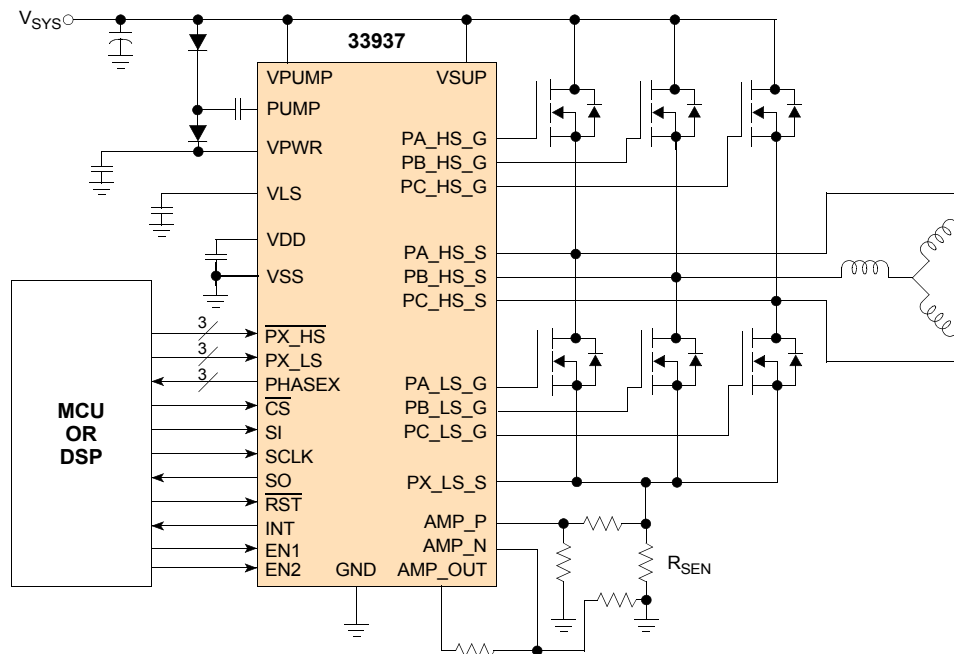 VSYS
33937
VPUMP
VSUP
PUMP
VPWR
VLS
VDD
VSS
PA_HS_G
PB_HS_G
PC_HS_G
PA_HS_S
PB_HS_S
PC_HS_S
MCU
OR
DSP
3
3
3
PX_HS
PX_LS
PHASEX
CS
SI
SCLK
SO
RST
INT
EN1
EN2
GND
PA_LS_G
PB_LS_G
PC_LS_G
PX_LS_S
AMP_P
AMP_N
AMP_OUT
RSEN